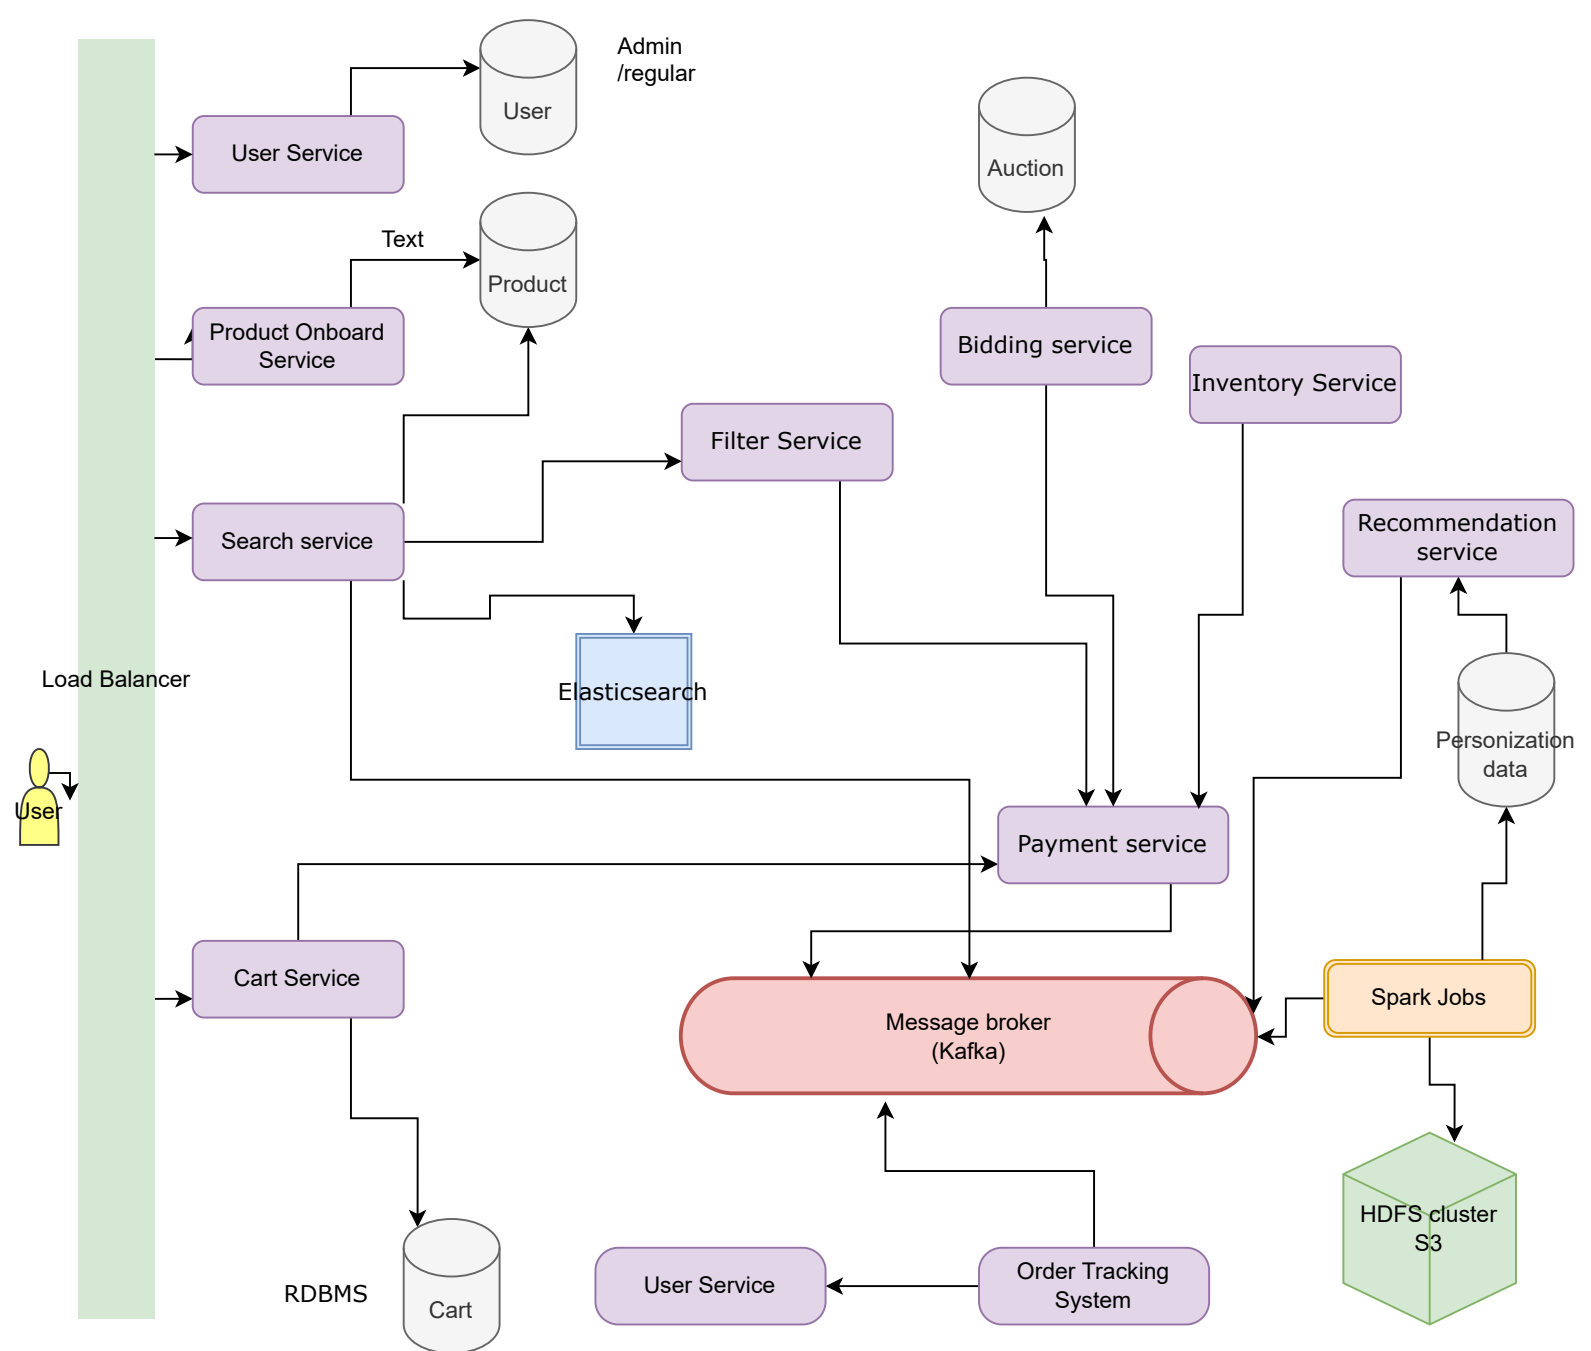 Admin
/regular
User
Auction
User Service
Text
Product
Product Onboard
Service
Bidding service
Inventory Service
Filter Service
Search service
Recommendation
service
Load Balancer
Elasticsearch
Personization
data
User
Payment service
Cart Service
Spark Jobs
Message broker
(Kafka)
HDFS cluster
S3
RDBMS
Cart
User Service
Order Tracking
System